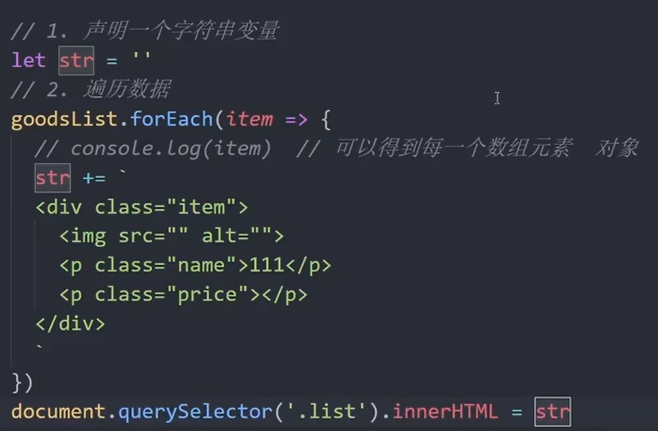 // 1. 声明一个字符串变量
let str = ''
// 2. 遍历数据
goodsList.forEach(item => {
  // console.log(item)  // 可以得到每一个数组元素  对象
  str += `
  <div class="item">
    <img src="" alt="">
    <p class="name">111</p>
    <p class="price"></p>
  </div>
  `
})
document.querySelector('.list').innerHTML = str